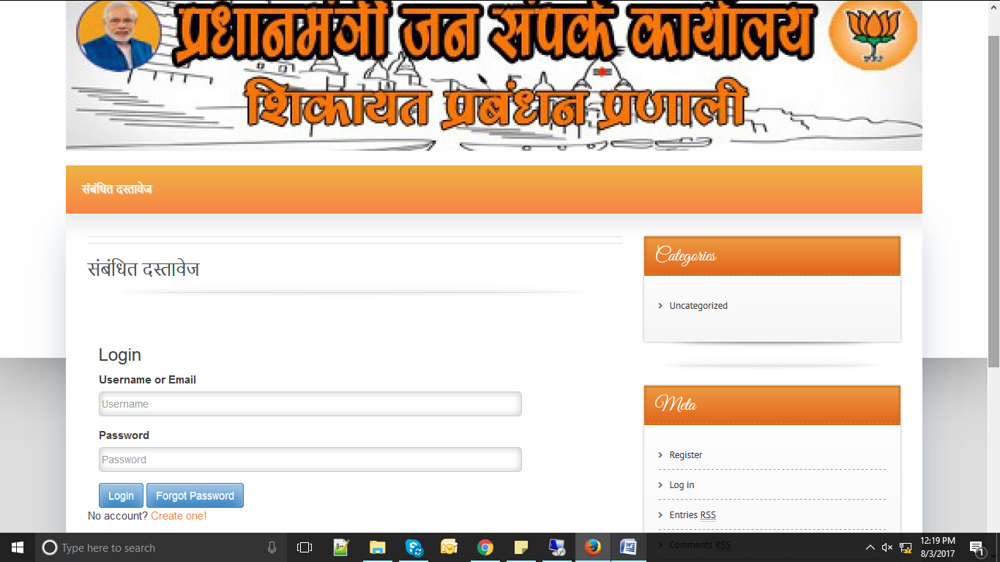 प्रधानमंत्री जन संपर्क कार्यालय
शिकायत प्रबंधन प्रणाली
संबंधित दस्तावेज
संबंधित दस्तावेज
Login
Username or Email
Username
Password
Password
Login Forgot Password
No account? Create one!
Categories
Uncategorized
Meta
Register
Log in
Entries RSS
Comments RSS
Type here to search
12:19 PM
8/3/2017
1